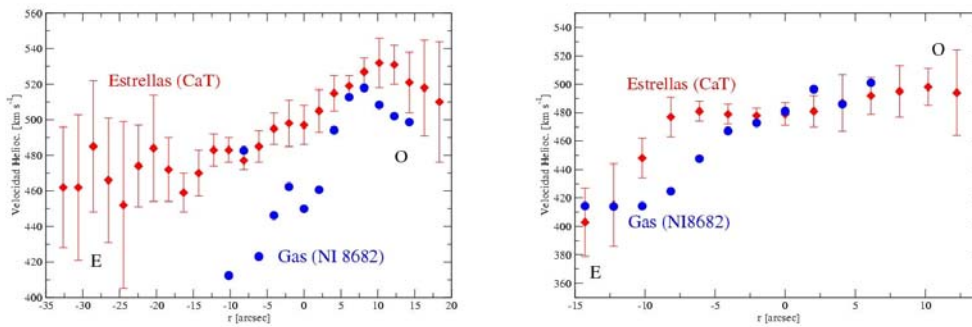 560
540
520
500
480
460
440
420
400
Velocidad Helioc. [km s⁻¹]
Estrellas (CaT)
Gas (NI 8682)
E
O
-35 -30 -25 -20 -15 -10 -5 0 5 10 15 20
r [arcsec]
540
520
500
480
460
440
420
400
380
360
Velocidad Helioc. [km s⁻¹]
Estrellas (CaT)
Gas (NI8682)
E
O
-15 -10 -5 0 5 10
r [arcsec]